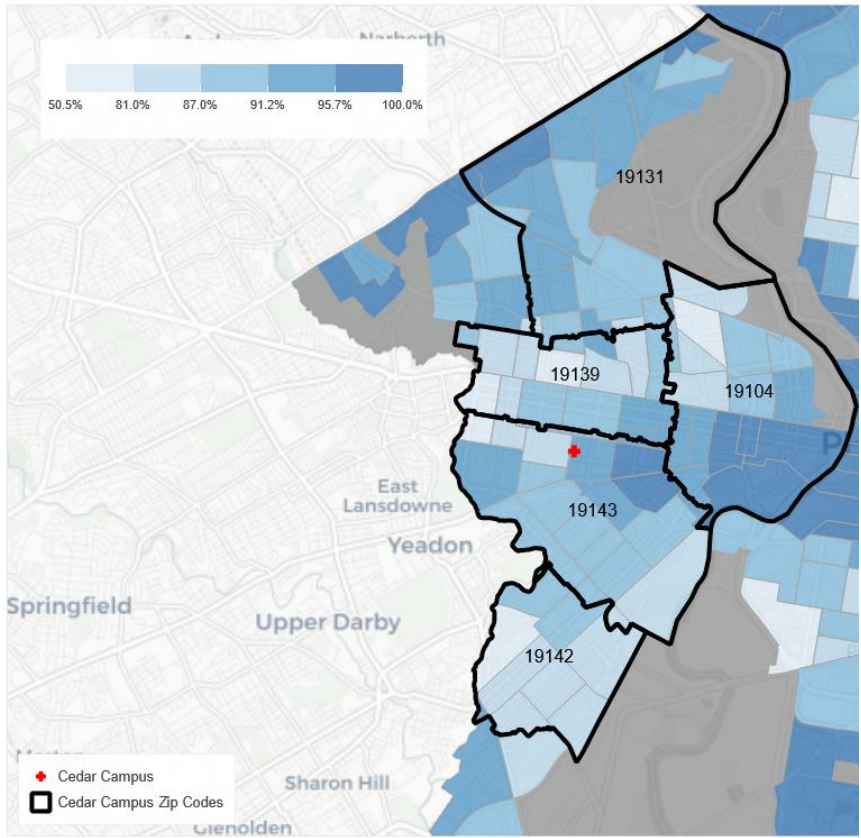 Narberth
50.5% 81.0% 87.0% 91.2% 95.7% 100.0%
19131
19139
19104
East
Lansdowne
19143
Yeadon
Springfield
Upper Darby
19142
Cedar Campus
Sharon Hill
Cedar Campus Zip Codes
Glenolden